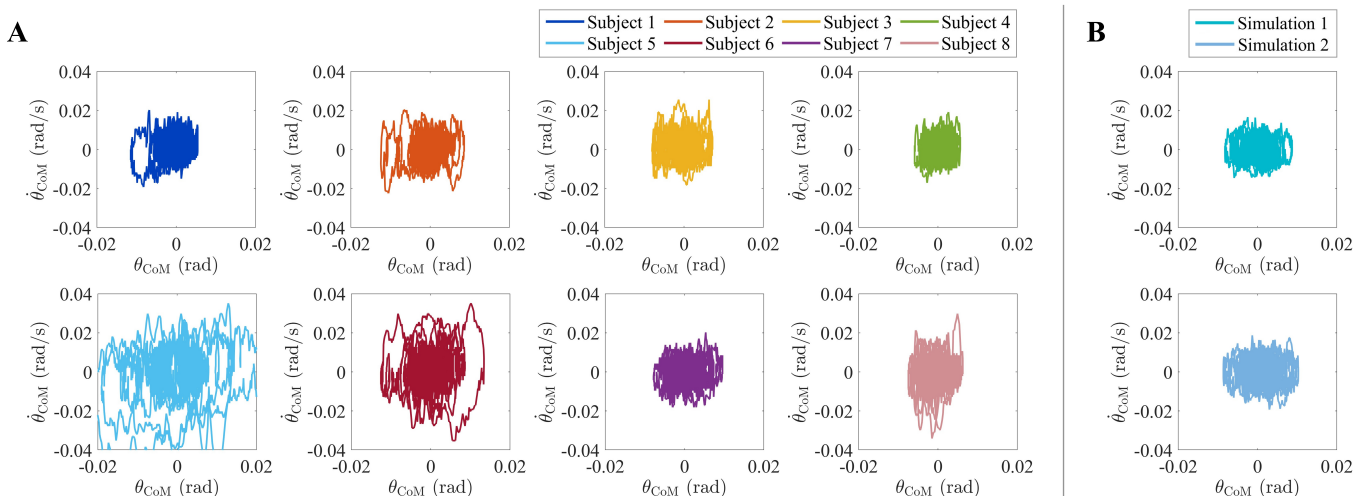 A
Subject 1 Subject 2 Subject 3 Subject 4
Subject 5 Subject 6 Subject 7 Subject 8
B
Simulation 1
Simulation 2
0.04
0.02
0
-0.02
-0.04
θ̇CoM (rad/s)
-0.02 0 0.02
θCoM (rad)
0.04
0.02
0
-0.02
-0.04
θ̇CoM (rad/s)
-0.02 0 0.02
θCoM (rad)
0.04
0.02
0
-0.02
-0.04
θ̇CoM (rad/s)
-0.02 0 0.02
θCoM (rad)
0.04
0.02
0
-0.02
-0.04
θ̇CoM (rad/s)
-0.02 0 0.02
θCoM (rad)
0.04
0.02
0
-0.02
-0.04
θ̇CoM (rad/s)
-0.02 0 0.02
θCoM (rad)
0.04
0.02
0
-0.02
-0.04
θ̇CoM (rad/s)
-0.02 0 0.02
θCoM (rad)
0.04
0.02
0
-0.02
-0.04
θ̇CoM (rad/s)
-0.02 0 0.02
θCoM (rad)
0.04
0.02
0
-0.02
-0.04
θ̇CoM (rad/s)
-0.02 0 0.02
θCoM (rad)
0.04
0.02
0
-0.02
-0.04
θ̇CoM (rad/s)
-0.02 0 0.02
θCoM (rad)
0.04
0.02
0
-0.02
-0.04
θ̇CoM (rad/s)
-0.02 0 0.02
θCoM (rad)